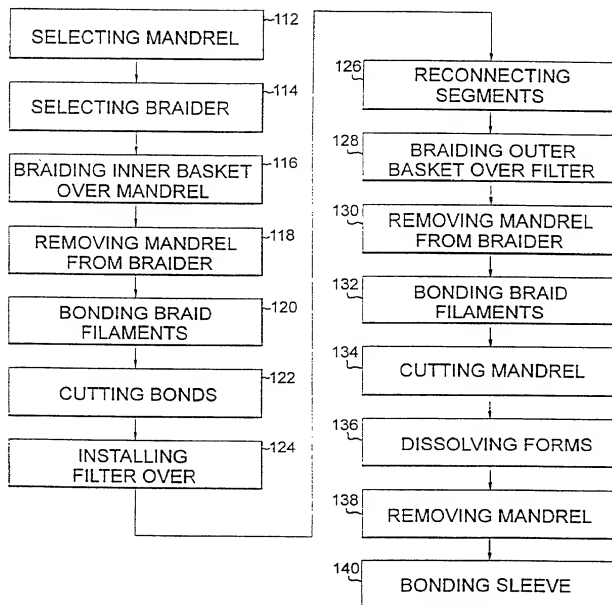 SELECTING MANDREL
112
SELECTING BRAIDER
114
BRAIDING INNER BASKET
OVER MANDREL
116
REMOVING MANDREL
FROM BRAIDER
118
BONDING BRAID
FILAMENTS
120
CUTTING BONDS
122
INSTALLING
FILTER OVER
124
126
RECONNECTING
SEGMENTS
128
BRAIDING OUTER
BASKET OVER FILTER
130
REMOVING MANDREL
FROM BRAIDER
132
BONDING BRAID
FILAMENTS
134
CUTTING MANDREL
136
DISSOLVING FORMS
138
REMOVING MANDREL
140
BONDING SLEEVE